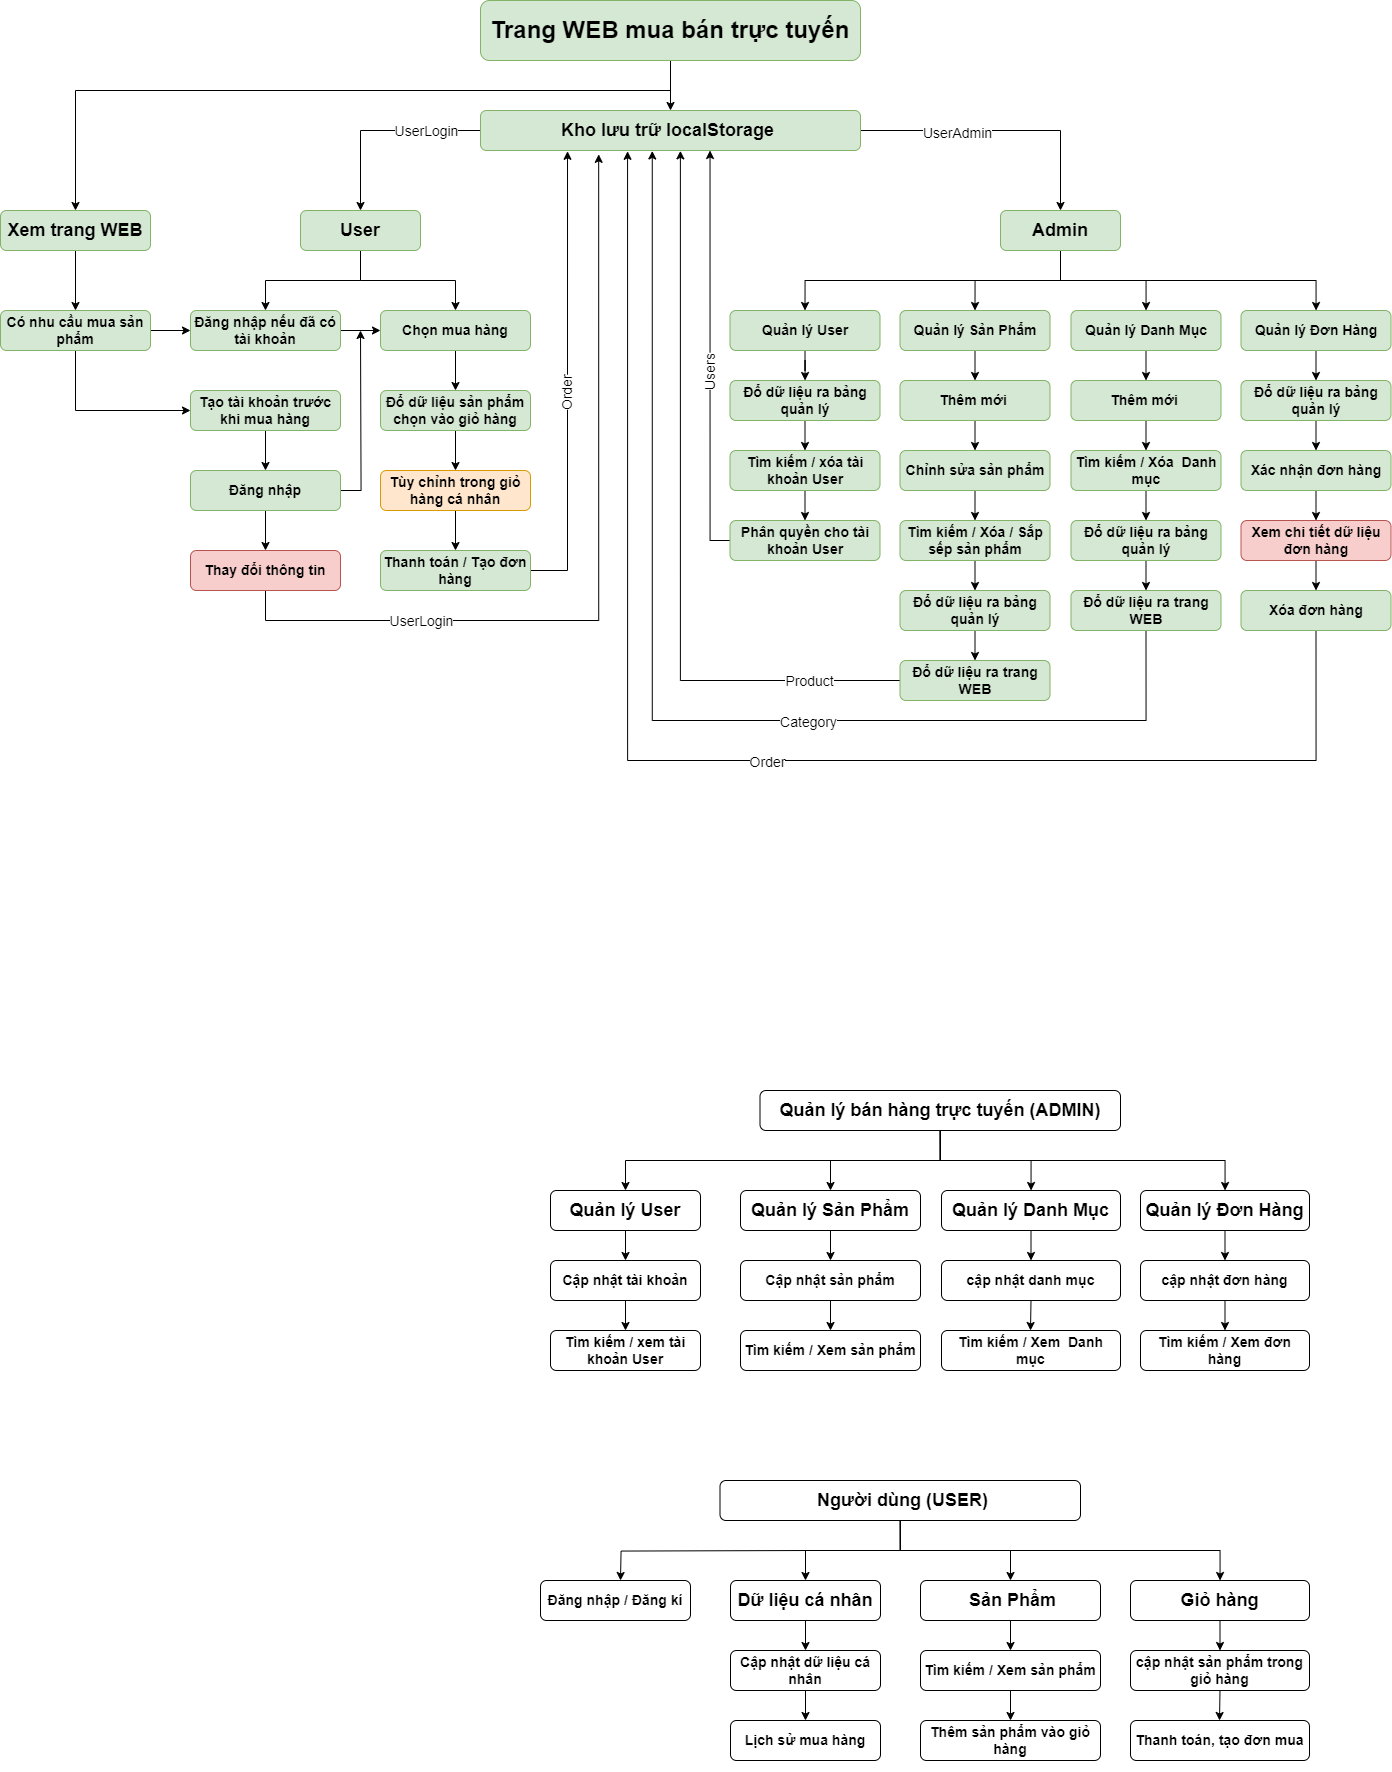 Trang WEB mua bán trực tuyến
Kho lưu trữ localStorage
UserLogin
UserAdmin
Xem trang WEB
User
Admin
Có nhu cầu mua sản
phẩm
Đăng nhập nếu đã có
tài khoản
Chọn mua hàng
Quản lý User
Quản lý Sản Phẩm
Quản lý Danh Mục
Quản lý Đơn Hàng
Users
Order
Tạo tài khoản trước
khi mua hàng
Đổ dữ liệu sản phẩm
chọn vào giỏ hàng
Đổ dữ liệu ra bảng
quản lý
Thêm mới
Thêm mới
Đổ dữ liệu ra bảng
quản lý
Đăng nhập
Tùy chỉnh trong giỏ
hàng cá nhân
Tìm kiếm / xóa tài
khoản User
Chỉnh sửa sản phẩm
Tìm kiếm / Xóa  Danh
mục
Xác nhận đơn hàng
Thay đổi thông tin
Thanh toán / Tạo đơn
hàng
Phân quyền cho tài
khoản User
Tìm kiếm / Xóa / Sắp
sếp sản phẩm
Đổ dữ liệu ra bảng
quản lý
Xem chi tiết dữ liệu
đơn hàng
UserLogin
Đổ dữ liệu ra bảng
quản lý
Đổ dữ liệu ra trang
WEB
Xóa đơn hàng
Product
Đổ dữ liệu ra trang
WEB
Category
Order
Quản lý bán hàng trực tuyến (ADMIN)
Quản lý User
Quản lý Sản Phẩm
Quản lý Danh Mục
Quản lý Đơn Hàng
Cập nhật tài khoản
Cập nhật sản phẩm
cập nhật danh mục
cập nhật đơn hàng
Tìm kiếm / xem tài
khoản User
Tìm kiếm / Xem sản phẩm
Tìm kiếm / Xem  Danh
mục
Tìm kiếm / Xem đơn
hàng
Người dùng (USER)
Đăng nhập / Đăng kí
Dữ liệu cá nhân
Sản Phẩm
Giỏ hàng
Cập nhật dữ liệu cá
nhân
Tìm kiếm / Xem sản phẩm
cập nhật sản phẩm trong
giỏ hàng
Lịch sử mua hàng
Thêm sản phẩm vào giỏ
hàng
Thanh toán, tạo đơn mua